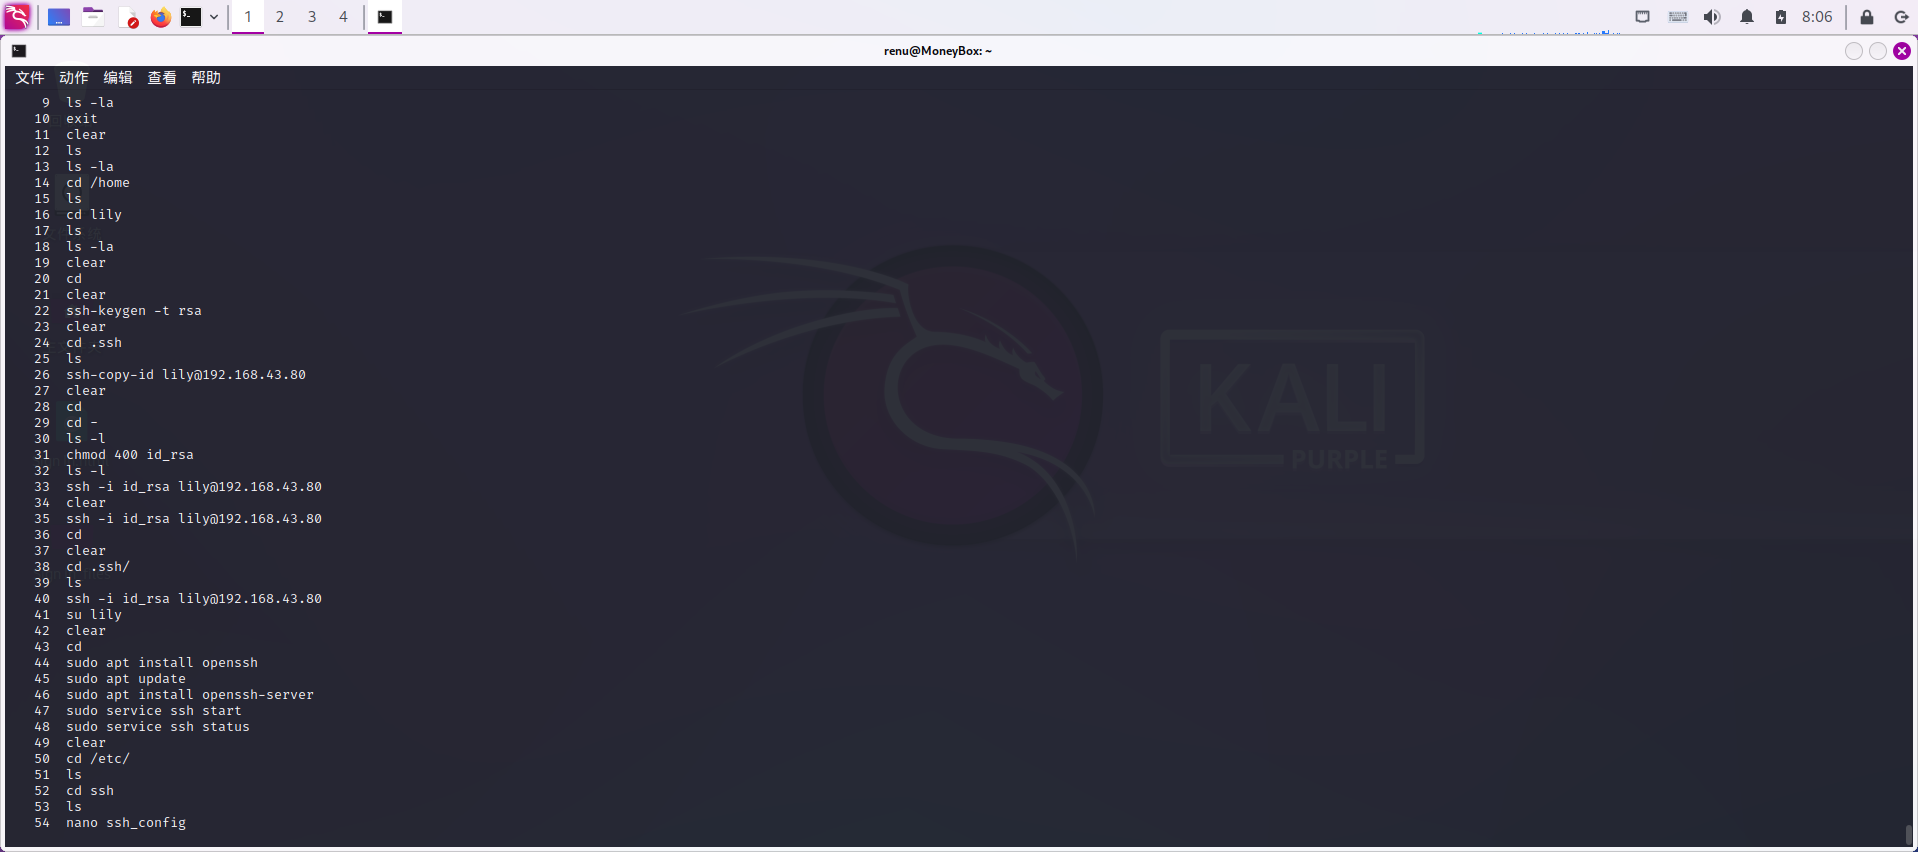 1 2 3 4 8:06
renu@MoneyBox: ~
文件 动作 编辑 查看 帮助
9 ls -la
10 exit
11 clear
12 ls
13 ls -la
14 cd /home
15 ls
16 cd lily
17 ls
18 ls -la
19 clear
20 cd
21 clear
22 ssh-keygen -t rsa
23 clear
24 cd .ssh
25 ls
26 ssh-copy-id lily@192.168.43.80
27 clear
28 cd
29 cd -
30 ls -l
31 chmod 400 id_rsa
32 ls -l
33 ssh -i id_rsa lily@192.168.43.80
34 clear
35 ssh -i id_rsa lily@192.168.43.80
36 cd
37 clear
38 cd .ssh/
39 ls
40 ssh -i id_rsa lily@192.168.43.80
41 su lily
42 clear
43 cd
44 sudo apt install openssh
45 sudo apt update
46 sudo apt install openssh-server
47 sudo service ssh start
48 sudo service ssh status
49 clear
50 cd /etc/
51 ls
52 cd ssh
53 ls
54 nano ssh_config
KALI
PURPLE